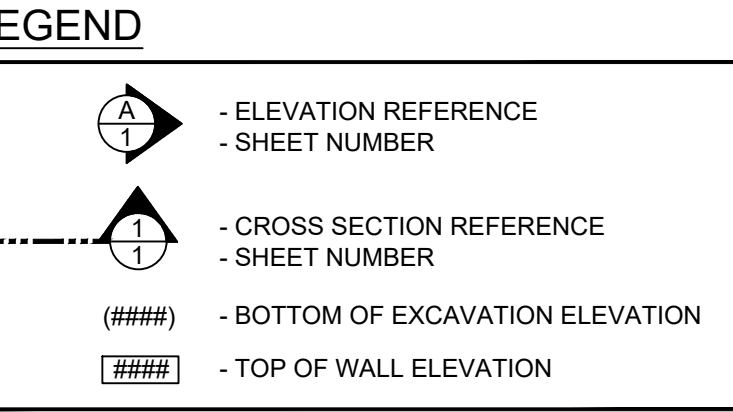 EGEND
A - ELEVATION REFERENCE
1 - SHEET NUMBER
1 - CROSS SECTION REFERENCE
1 - SHEET NUMBER
(####) - BOTTOM OF EXCAVATION ELEVATION
#### - TOP OF WALL ELEVATION